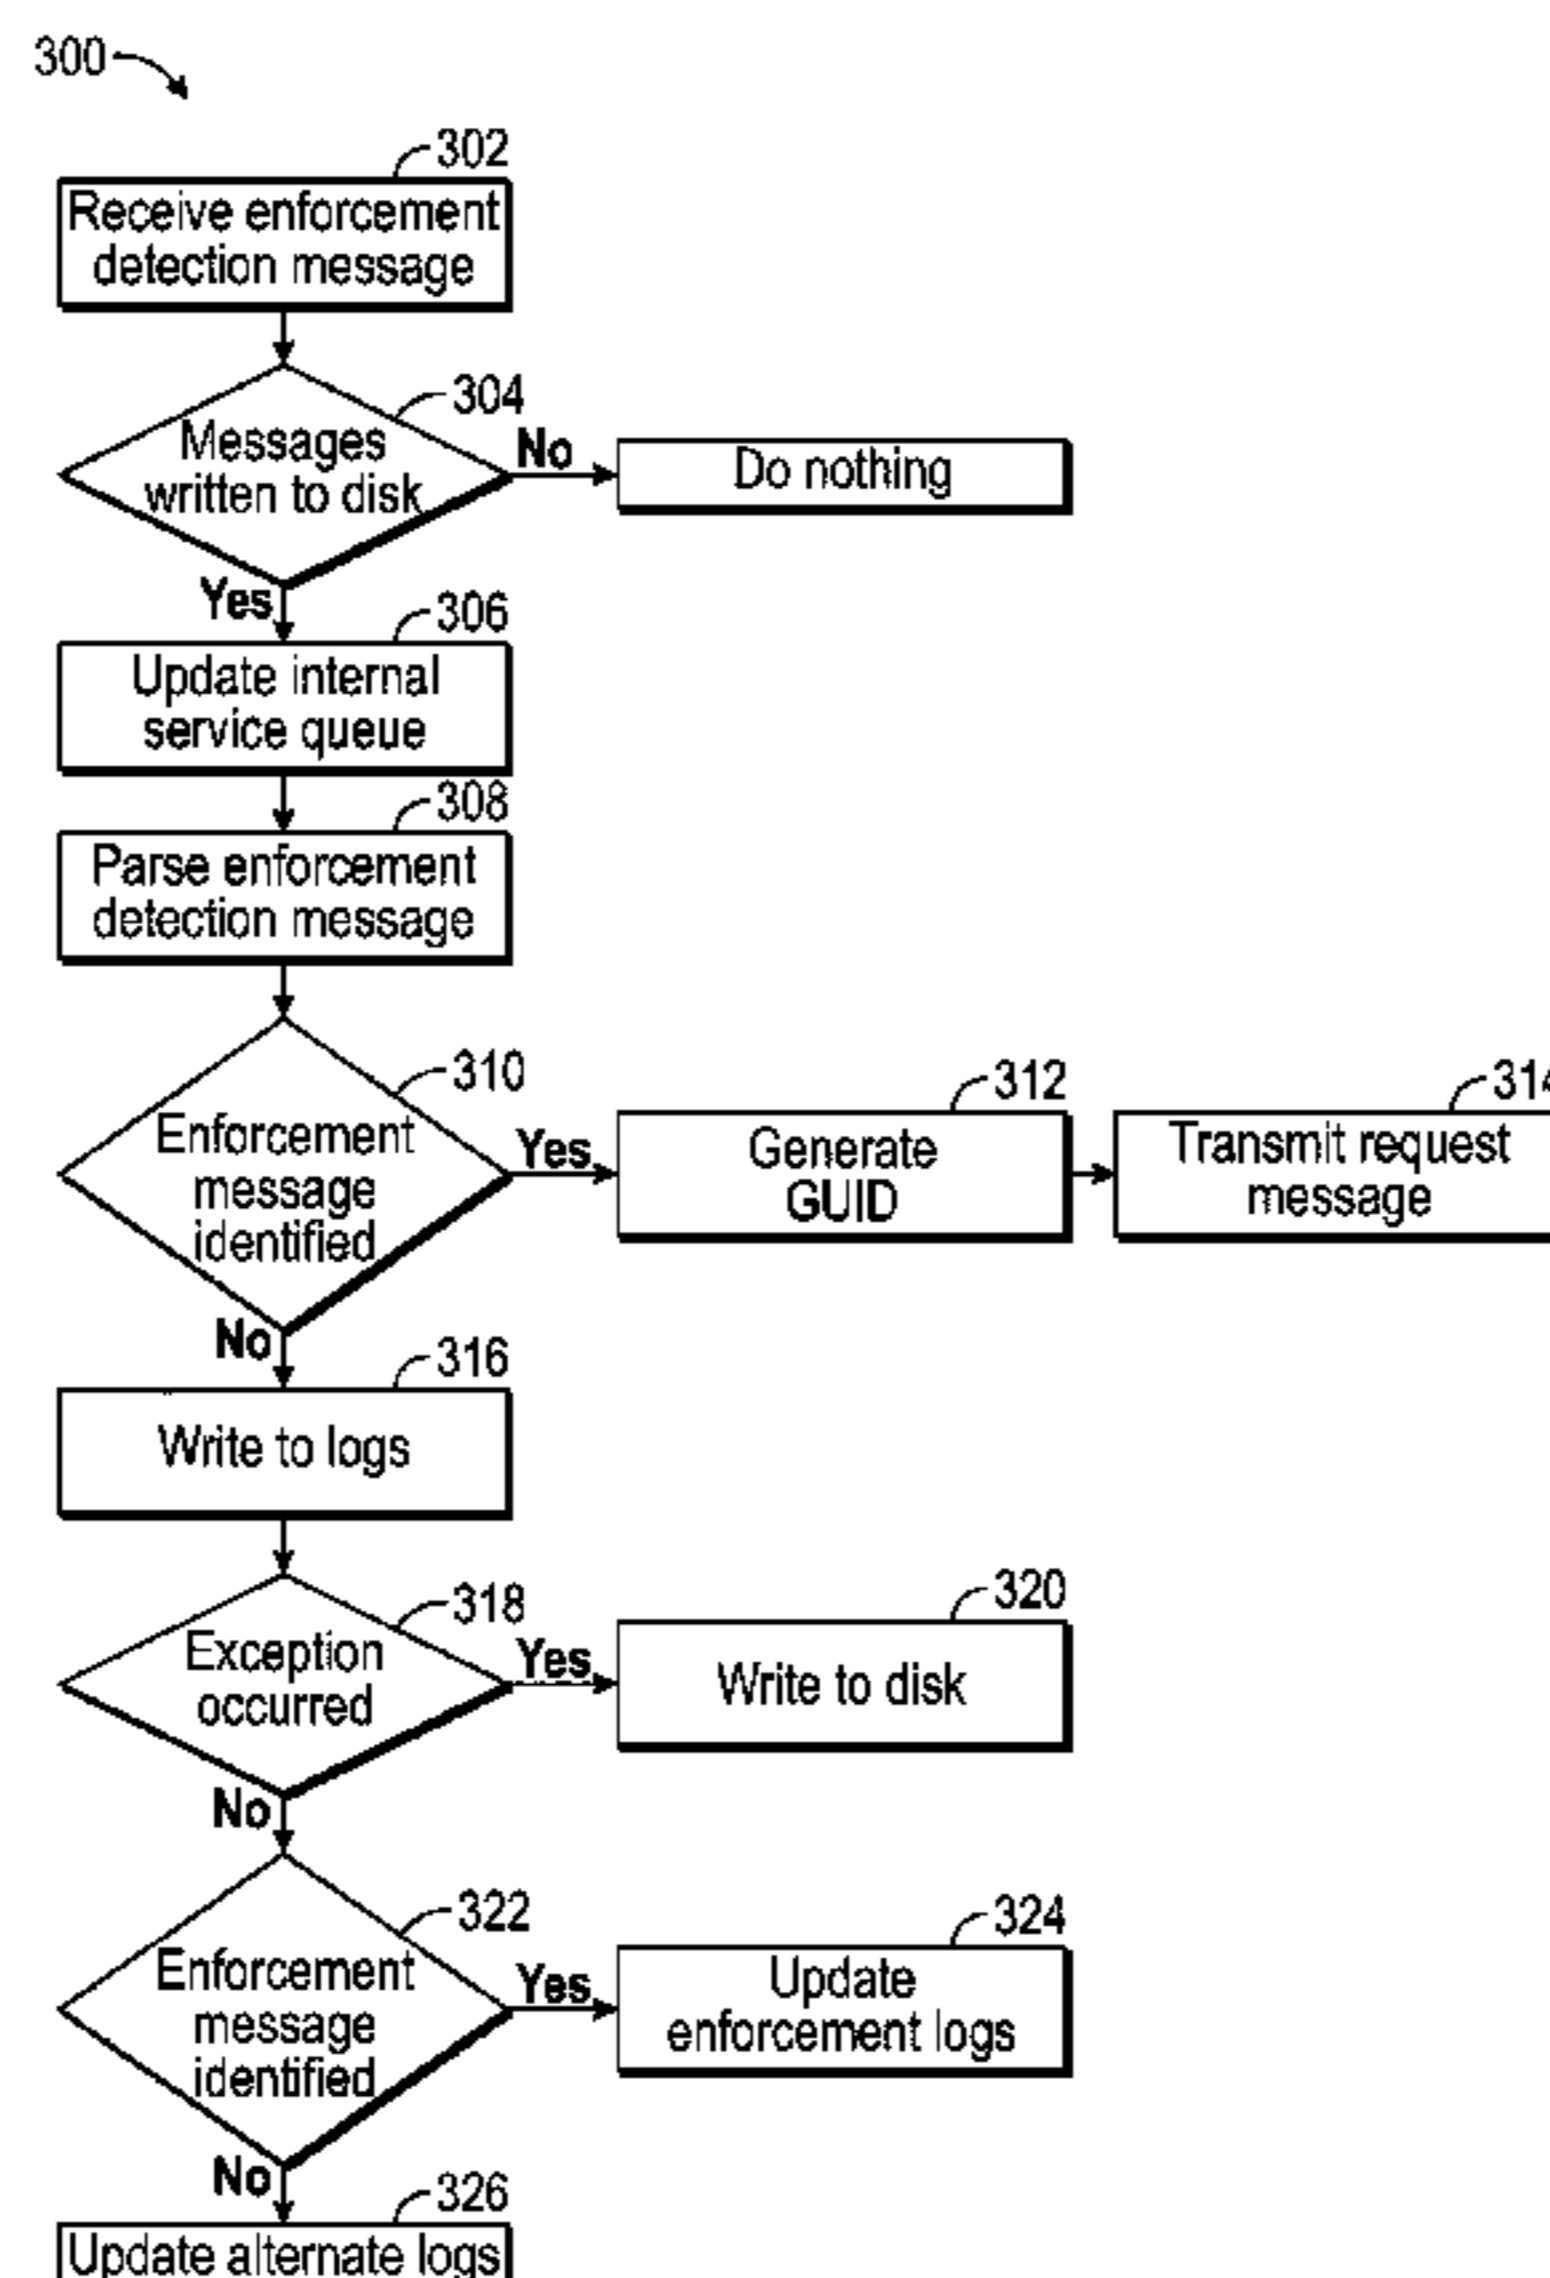 300
302
Receive enforcement
detection message
304
Messages
written to disk
No
Do nothing
Yes
306
Update internal
service queue
308
Parse enforcement
detection message
310
Enforcement
message
identified
Yes
312
Generate
GUID
314
Transmit request
message
No
316
Write to logs
318
Exception
occurred
Yes
320
Write to disk
No
322
Enforcement
message
identified
Yes
324
Update
enforcement logs
No
326
Update alternate logs